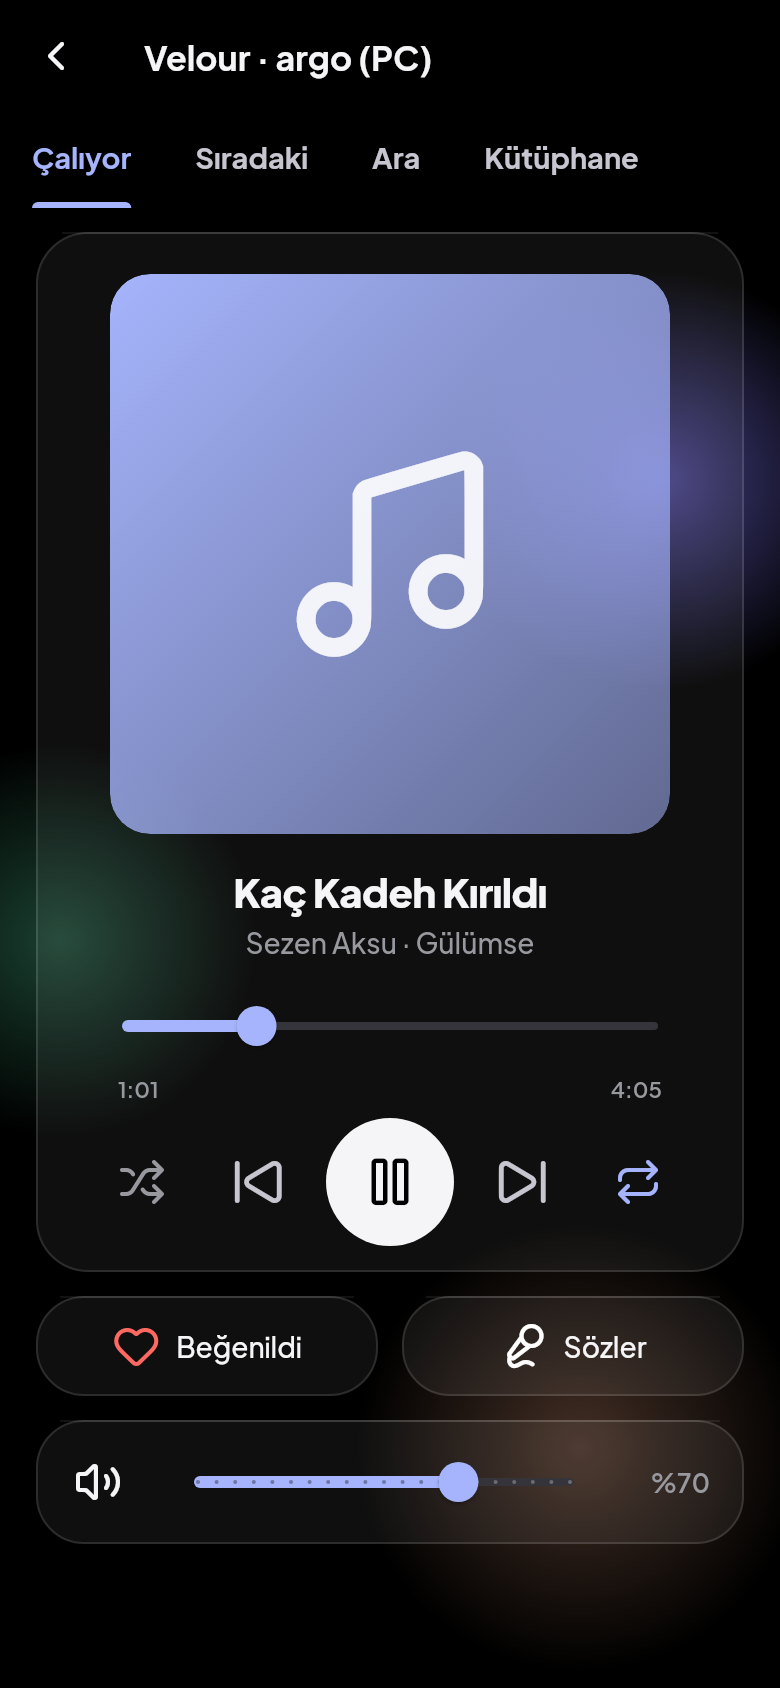 Velour · argo (PC)
Çalıyor Sıradaki Ara Kütüphane
Kaç Kadeh Kırıldı
Sezen Aksu · Gülümse
1:01 4:05
Beğenildi Sözler
%70